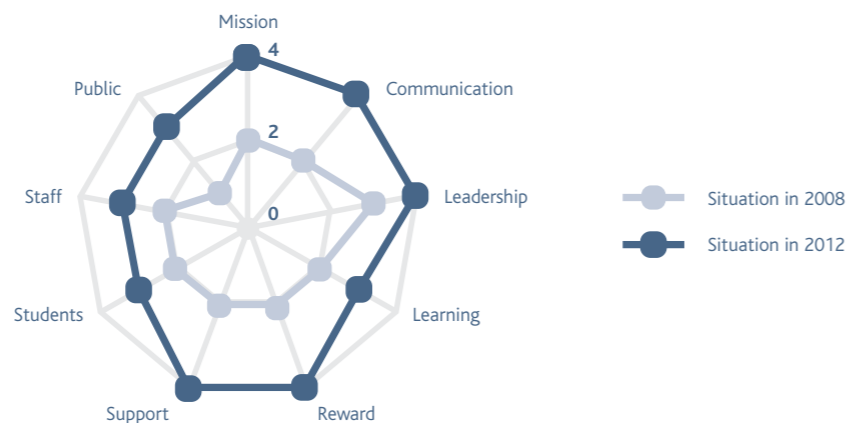 Mission
4
Public
Communication
2
Staff
0
Leadership
Situation in 2008
Situation in 2012
Students
Learning
Support
Reward